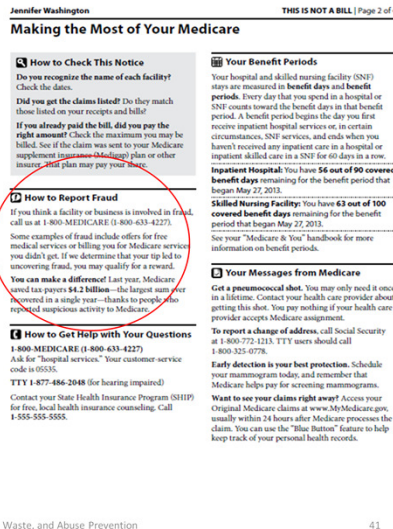 Jennifer Washington
THIS IS NOT A BILL | Page 2 of
Making the Most of Your Medicare
How to Check This Notice
Do you recognize the name of each facility?
Check the dates.
Did you get the claims listed? Do they match
those listed on your receipts and bills?
If you already paid the bill, did you pay the
right amount? Check the maximum you may be
billed. See if the claim was sent to your Medicare
supplement insurance (Medigap) plan or other
insurer. That plan may pay your share.
How to Report Fraud
If you think a facility or business is involved in fraud,
call us at 1-800-MEDICARE (1-800-633-4227).
Some examples of fraud include offers for free
medical services or billing you for Medicare services
you didn't get. If we determine that your tip led to
uncovering fraud, you may qualify for a reward.
You can make a difference! Last year, Medicare
saved tax-payers $4.2 billion—the largest sum ever
recovered in a single year—thanks to people who
reported suspicious activity to Medicare.
How to Get Help with Your Questions
1-800-MEDICARE (1-800-633-4227)
Ask for "hospital services." Your customer-service
code is 05535.
TTY 1-877-486-2048 (for hearing impaired)
Contact your State Health Insurance Program (SHIP)
for free, local health insurance counseling. Call
1-555-555-5555.
Your Benefit Periods
Your hospital and skilled nursing facility (SNF)
stays are measured in benefit days and benefit
periods. Every day that you spend in a hospital or
SNF counts toward the benefit days in that benefit
period. A benefit period begins the day you first
receive inpatient hospital services or, in certain
circumstances, SNF services, and ends when you
haven't received any inpatient care in a hospital or
inpatient skilled care in a SNF for 60 days in a row.
Inpatient Hospital: You have 56 out of 90 covered
benefit days remaining for the benefit period that
began May 27, 2013.
Skilled Nursing Facility: You have 63 out of 100
covered benefit days remaining for the benefit
period that began May 27, 2013.
See your "Medicare & You" handbook for more
information on benefit periods.
Your Messages from Medicare
Get a pneumococcal shot. You may only need it once
in a lifetime. Contact your health care provider about
getting this shot. You pay nothing if your health care
provider accepts Medicare assignment.
To report a change of address, call Social Security
at 1-800-772-1213. TTY users should call
1-800-325-0778.
Early detection is your best protection. Schedule
your mammogram today, and remember that
Medicare helps pay for screening mammograms.
Want to see your claims right away? Access your
Original Medicare claims at www.MyMedicare.gov,
usually within 24 hours after Medicare processes the
claim. You can use the "Blue Button" feature to help
keep track of your personal health records.
Waste, and Abuse Prevention
41